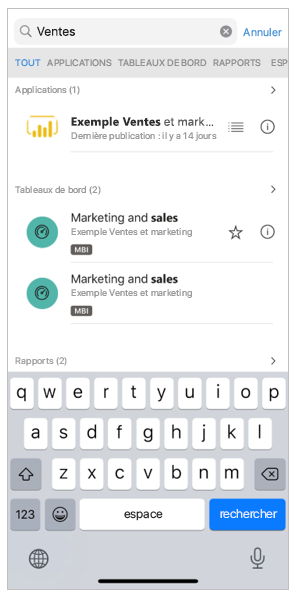 Ventes
Annuler
TOUT APPLICATIONS TABLEAUX DE BORD RAPPORTS ESP
Applications (1)
Exemple Ventes et mark...
Dernière publication : il y a 14 jours
Tableaux de bord (2)
Marketing and sales
Exemple Ventes et marketing
MBI
Marketing and sales
Exemple Ventes et marketing
MBI
Rapports (2)
q w e r t y u i o p
a s d f g h j k l
z x c v b n m
123 espace rechercher